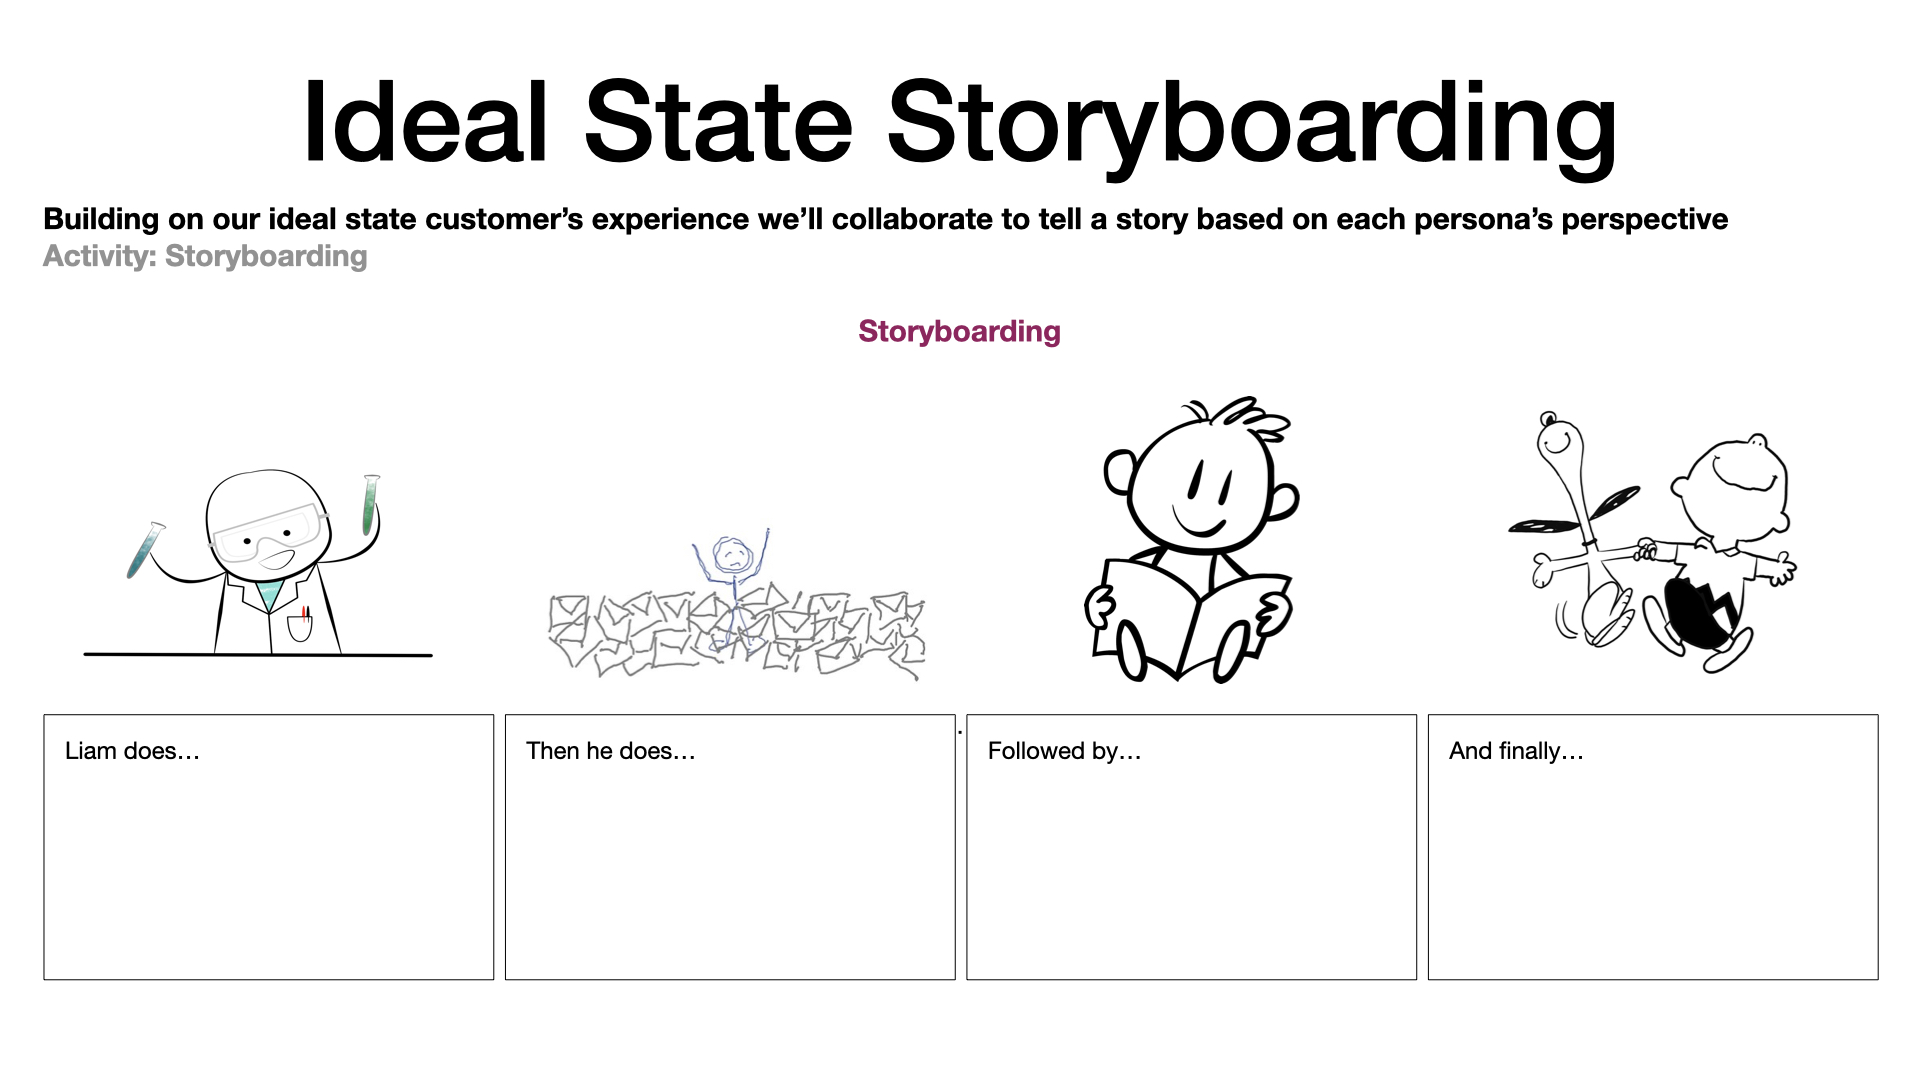 Ideal State Storyboarding
Building on our ideal state customer’s experience we’ll collaborate to tell a story based on each persona’s perspective
Activity: Storyboarding
Storyboarding
Liam does…
Then he does…
.
Followed by…
And finally…